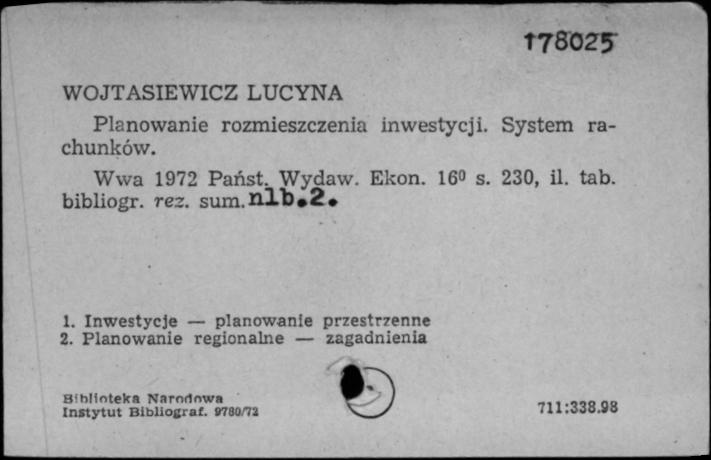 178025
WOJTASIEWICZ LUCYNA
Planowanie rozmieszczenia inwestycji. System ra-
chunków.
Wwa 1972 Państ. Wydaw. Ekon. 16⁰ s. 230, il. tab.
bibliogr. rez. sum. nlb.2.
1. Inwestycje — planowanie przestrzenne
2. Planowanie regionalne — zagadnienia
Biblioteka Narodowa
Instytut Bibliograf. 9780/72
711:338.98